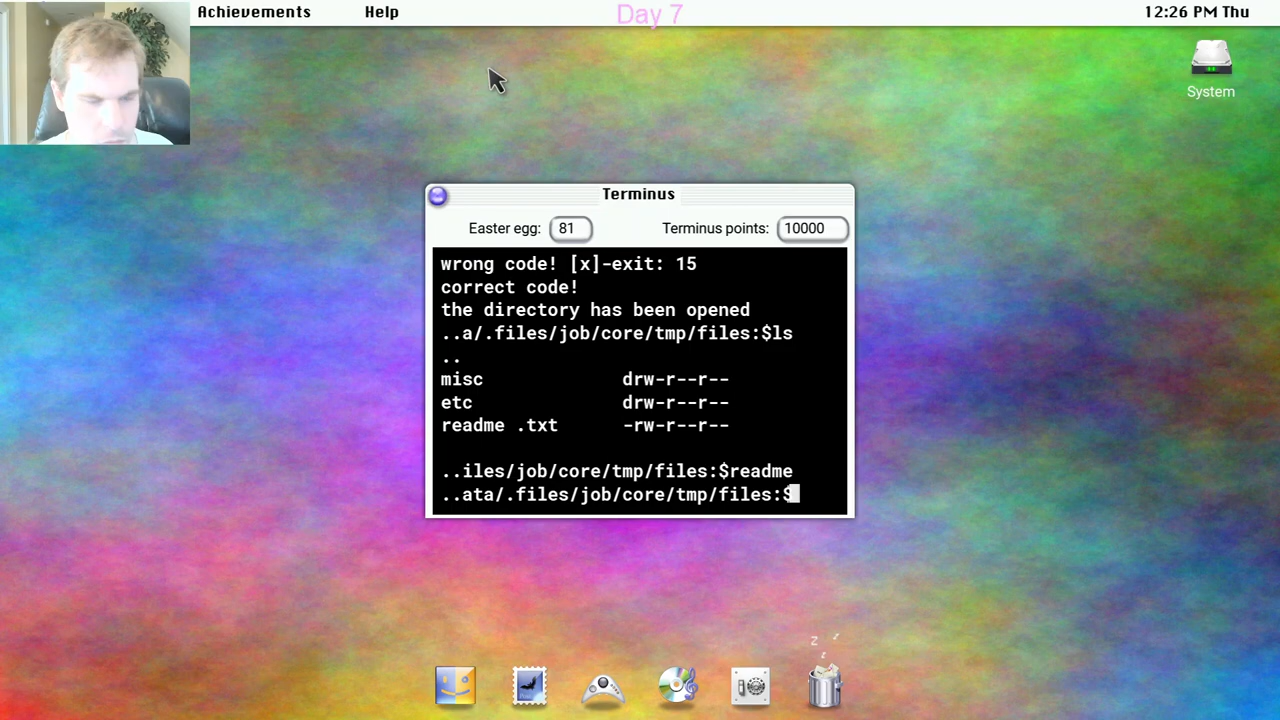 Achievements Help Day 7 12:26 PM Thu
System
Terminus
Easter egg: 81 Terminus points: 10000
wrong code! [x]-exit: 15
correct code!
the directory has been opened
..a/.files/job/core/tmp/files:$ls
..
misc drw-r--r--
etc drw-r--r--
readme .txt -rw-r--r--
..iles/job/core/tmp/files:$readme
..ata/.files/job/core/tmp/files:$
z z
z